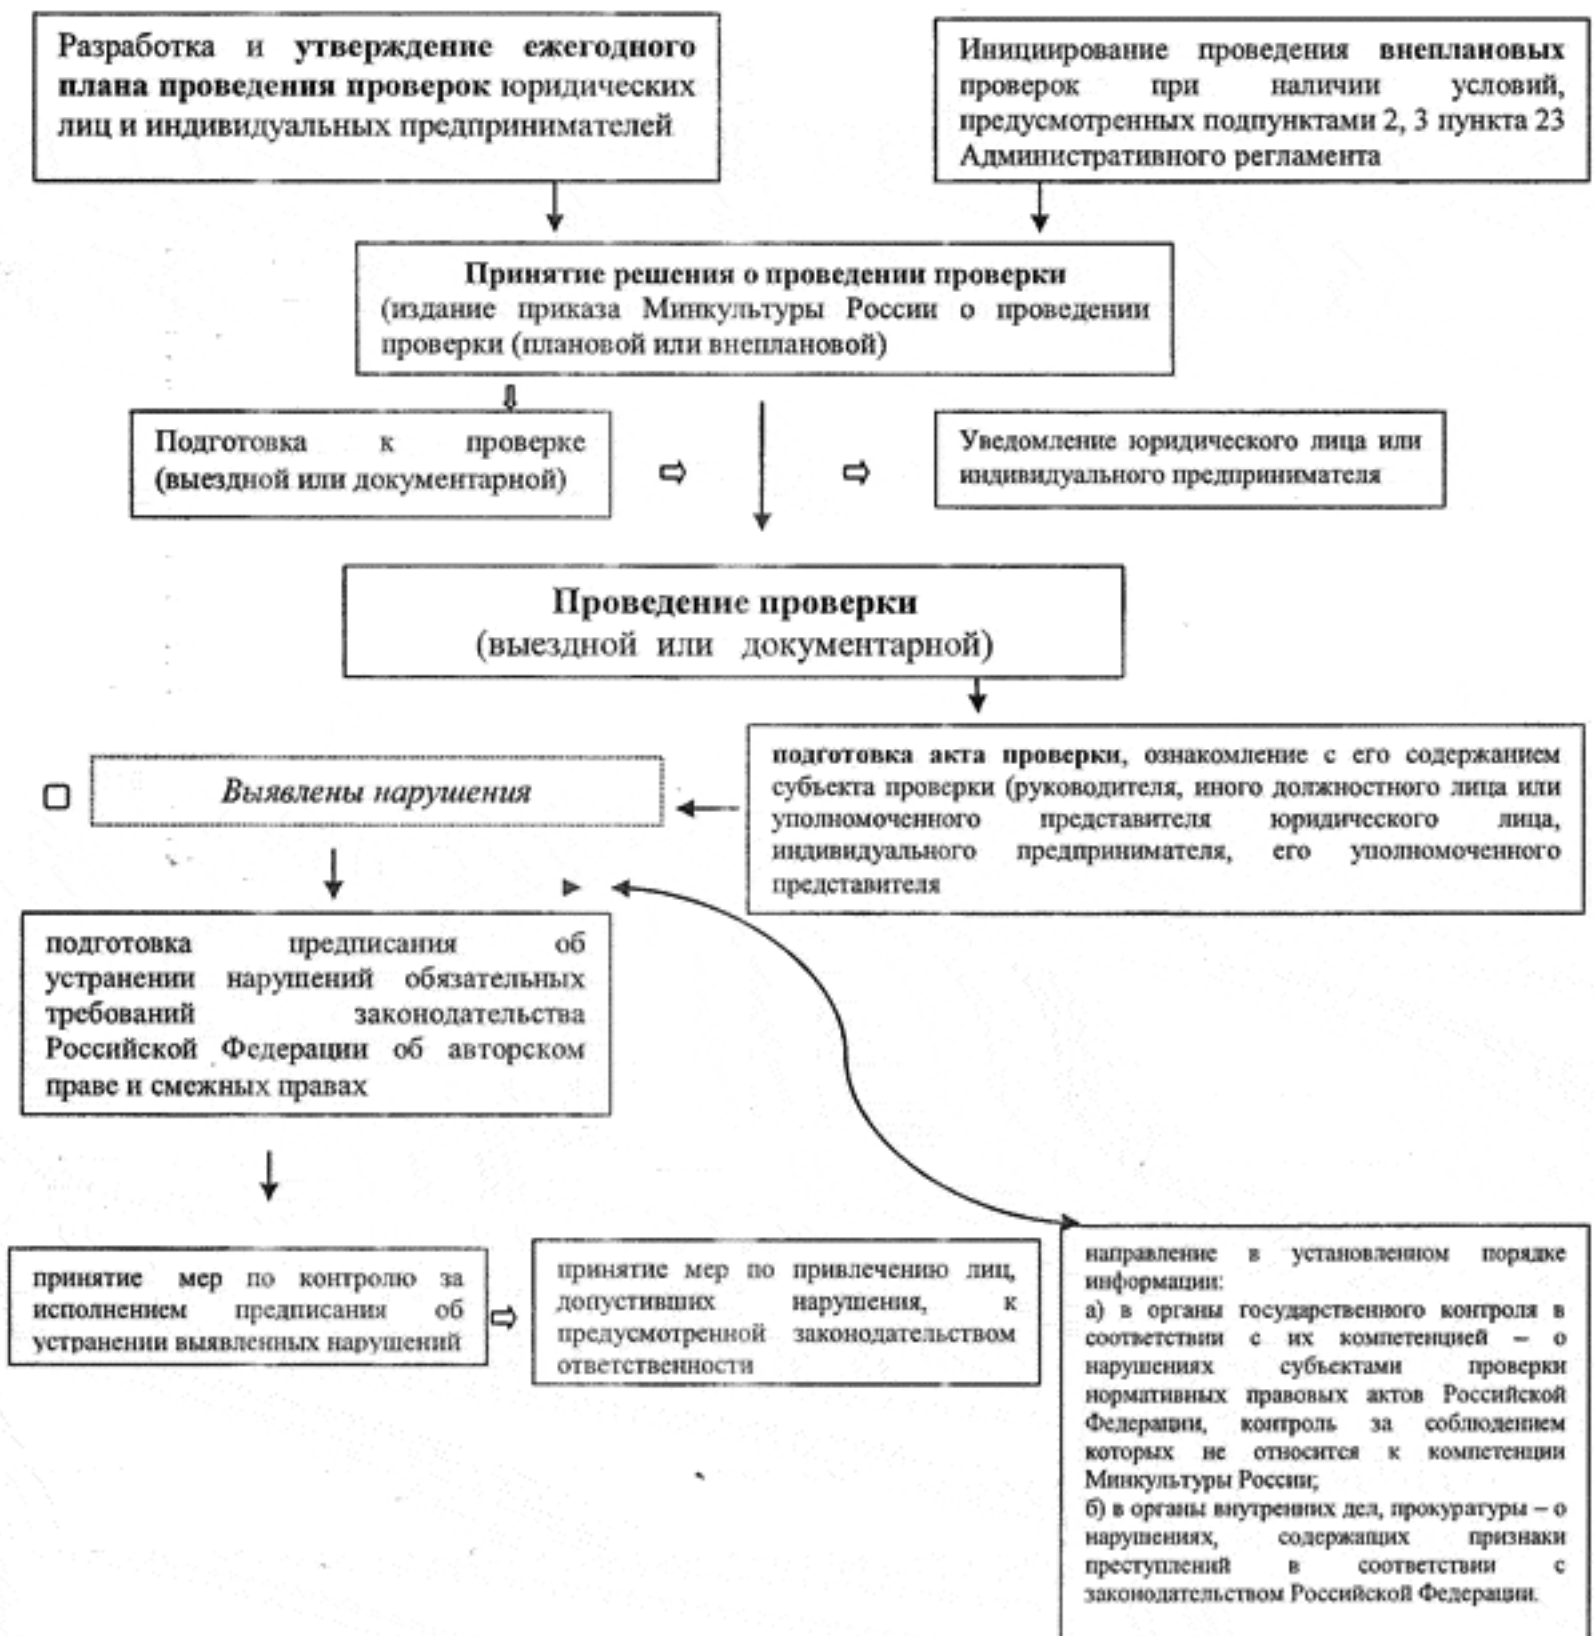 Разработка и утверждение ежегодного
плана проведения проверок юридических
лиц и индивидуальных предпринимателей
Инициирование проведения внеплановых
проверок при наличии условий,
предусмотренных подпунктами 2, 3 пункта 23
Административного регламента
Принятие решения о проведении проверки
(издание приказа Минкультуры России о проведении
проверки (плановой или внеплановой)
Подготовка к проверке
(выездной или документарной)
Уведомление юридического лица или
индивидуального предпринимателя
Проведение проверки
(выездной или документарной)
подготовка акта проверки, ознакомление с его содержанием
субъекта проверки (руководителя, иного должностного лица или
уполномоченного представителя юридического лица,
индивидуального предпринимателя, его уполномоченного
представителя
Выявлены нарушения
подготовка предписания об
устранении нарушений обязательных
требований законодательства
Российской Федерации об авторском
праве и смежных правах
принятие мер по контролю за
исполнением предписания об
устранении выявленных нарушений
принятие мер по привлечению лиц,
допустивших нарушения, к
предусмотренной законодательством
ответственности
направление в установленном порядке
информации:
а) в органы государственного контроля в
соответствии с их компетенцией – о
нарушениях субъектами проверки
нормативных правовых актов Российской
Федерации, контроль за соблюдением
которых не относится к компетенции
Минкультуры России;
б) в органы внутренних дел, прокуратуры – о
нарушениях, содержащих признаки
преступлений в соответствии с
законодательством Российской Федерации.